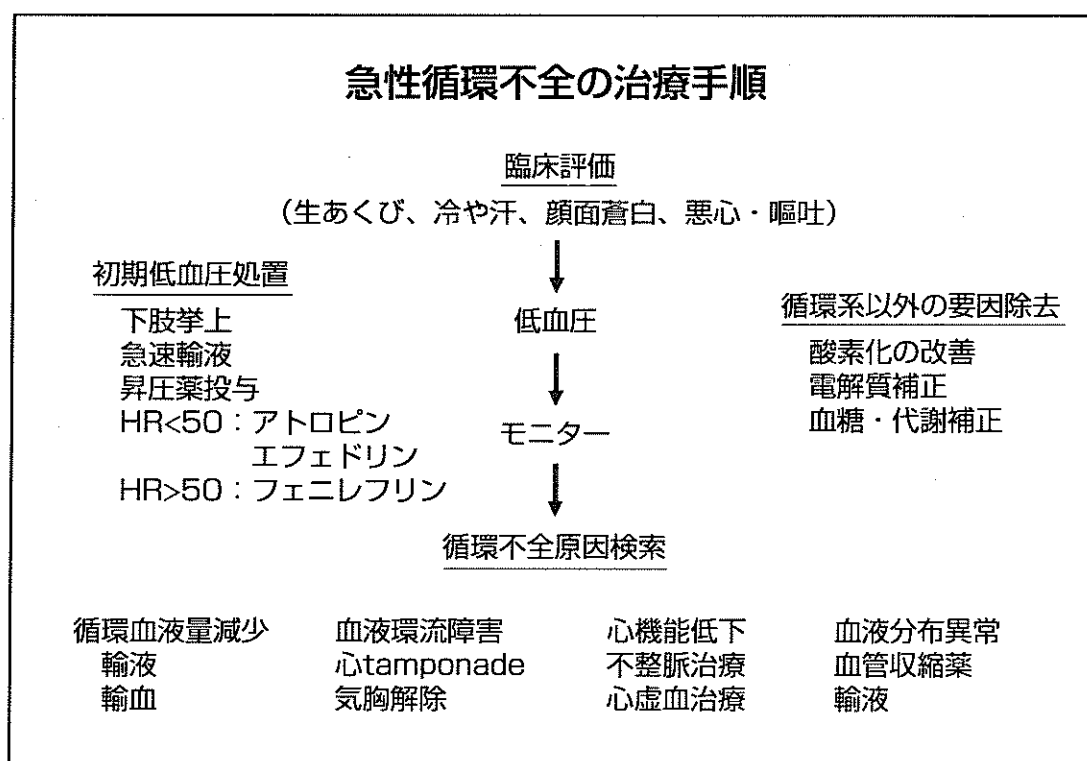 急性循環不全の治療手順
臨床評価
（生あくび、冷や汗、顔面蒼白、悪心・嘔吐）
初期低血圧処置
下肢挙上
急速輸液
昇圧薬投与
HR<50：アトロピン
エフェドリン
HR>50：フェニレフリン
低血圧
モニター
循環系以外の要因除去
酸素化の改善
電解質補正
血糖・代謝補正
循環不全原因検索
循環血液量減少
輸液
輸血
血液環流障害
心tamponade
気胸解除
心機能低下
不整脈治療
心虚血治療
血液分布異常
血管収縮薬
輸液